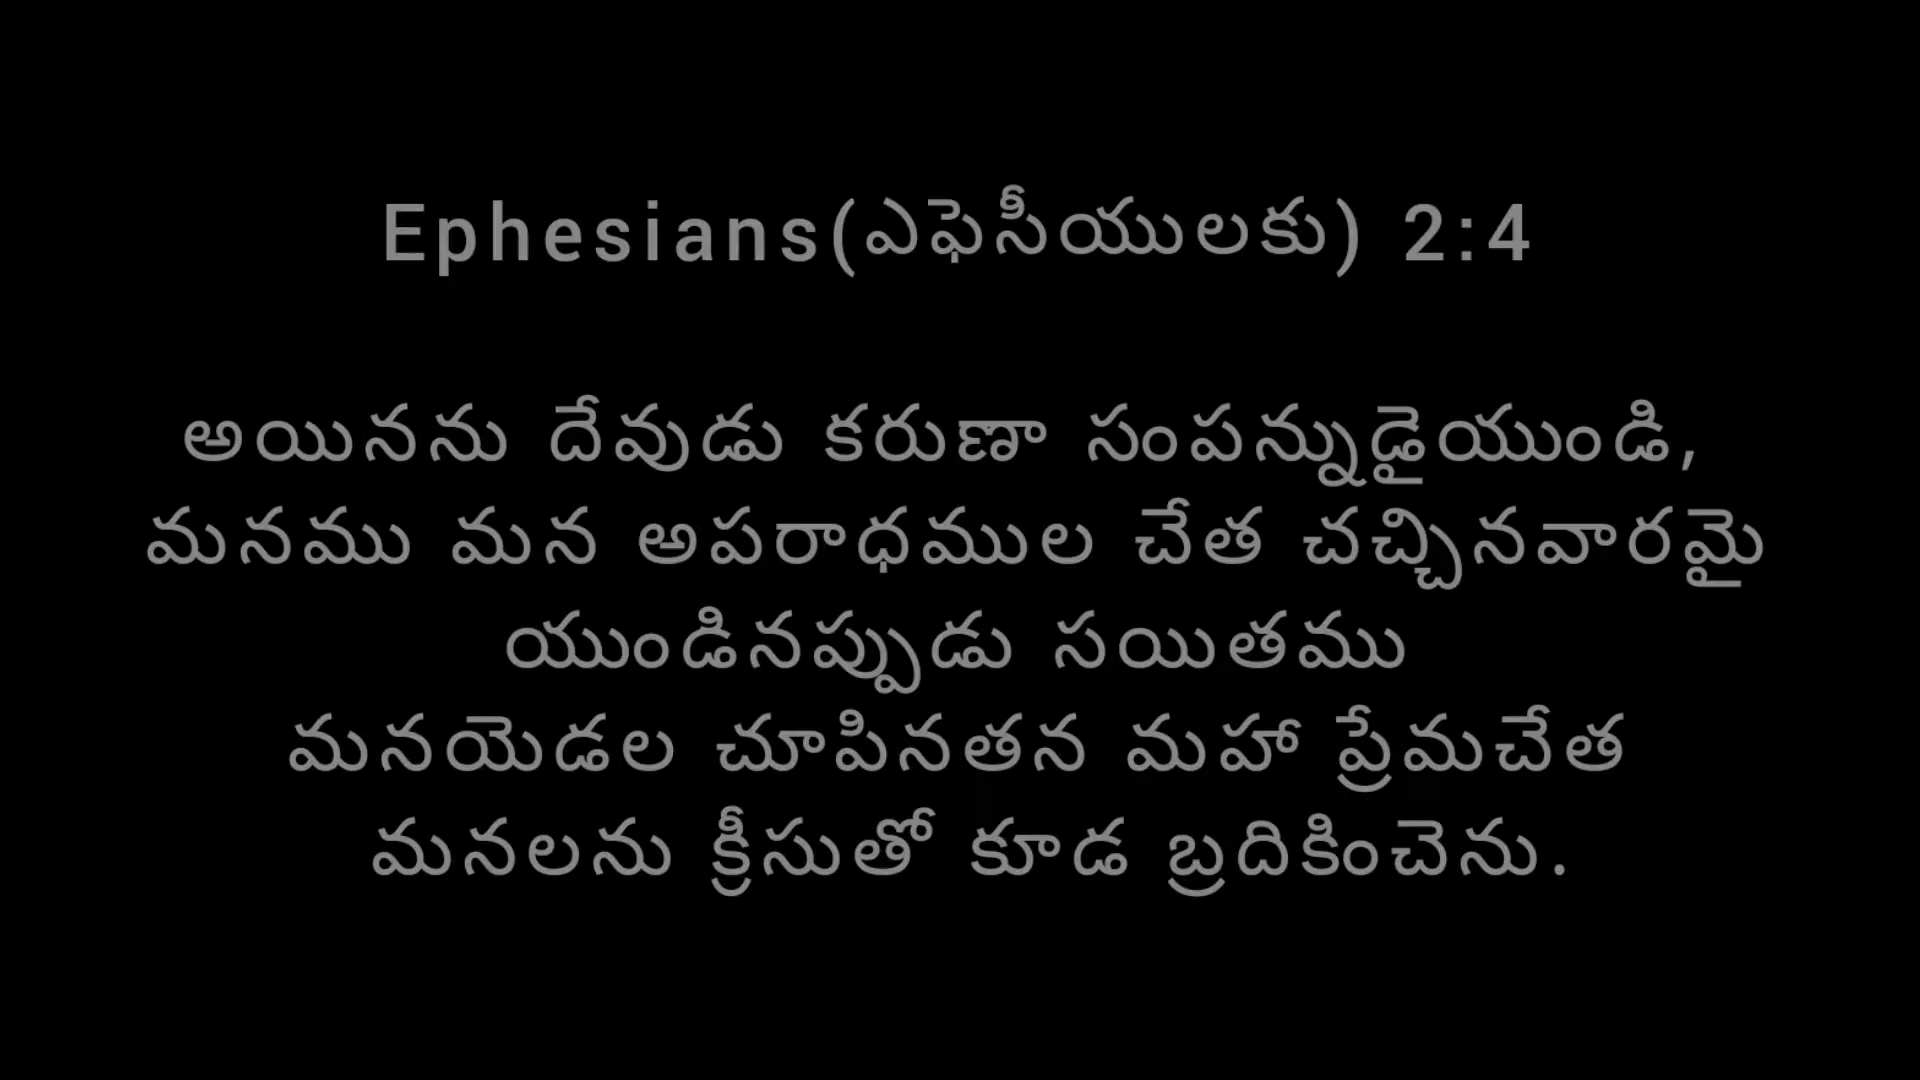 Ephesians(ఎఫెసీయులకు) 2:4
అయినను దేవుడు కరుణా సంపన్నుడైయుండి,
మనము మన అపరాధముల చేత చచ్చినవారమై
యుండినప్పుడు సయితము
మనయెడల చూపినతన మహా ప్రేమచేత
మనలను క్రీసుతో కూడ బ్రదికించెను.